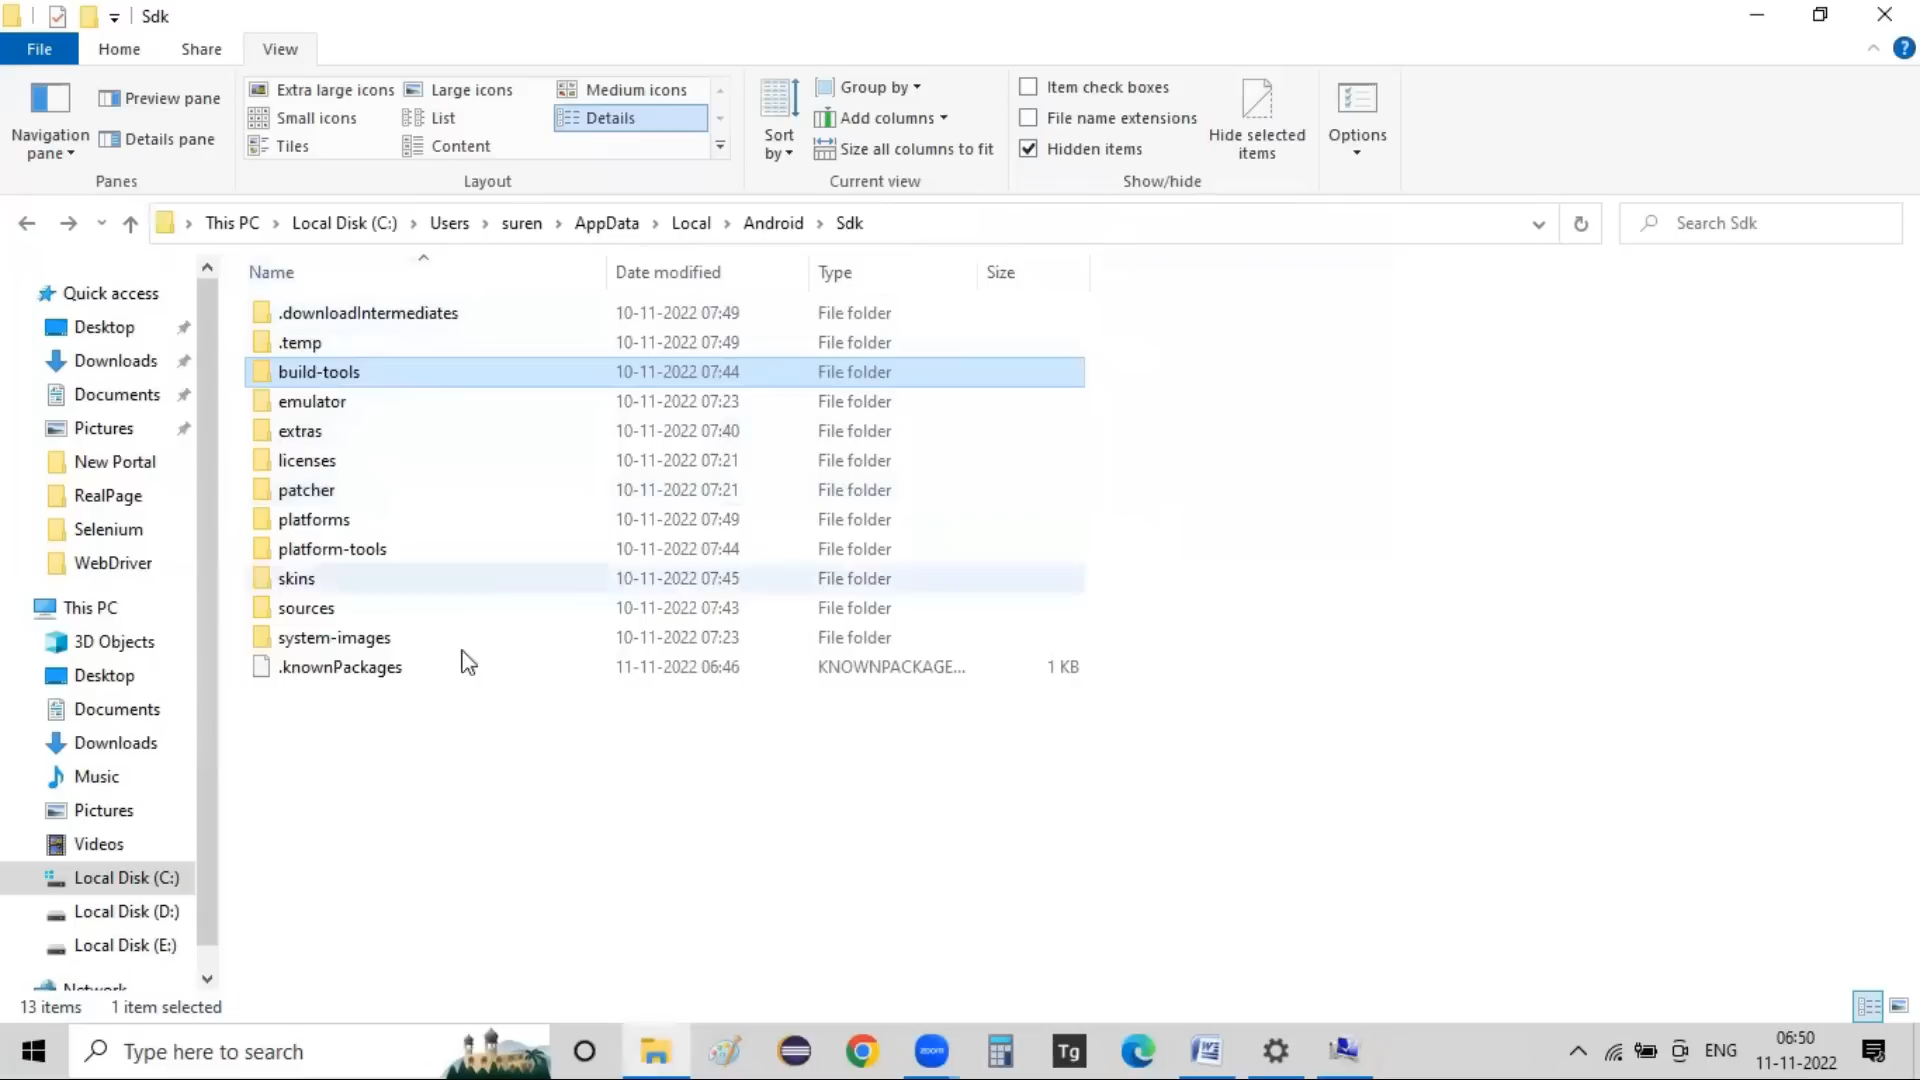 Sdk
File Home Share View
Navigation pane
Preview pane
Details pane
Panes
Extra large icons Large icons Medium icons
Small icons List Details
Tiles Content
Layout
Sort by
Group by
Add columns
Size all columns to fit
Current view
Item check boxes
File name extensions
Hidden items
Hide selected items
Show/hide
Options
This PC > Local Disk (C:) > Users > suren > AppData > Local > Android > Sdk
Search Sdk
Name Date modified Type Size
.downloadIntermediates 10-11-2022 07:49 File folder
.temp 10-11-2022 07:49 File folder
build-tools 10-11-2022 07:44 File folder
emulator 10-11-2022 07:23 File folder
extras 10-11-2022 07:40 File folder
licenses 10-11-2022 07:21 File folder
patcher 10-11-2022 07:21 File folder
platforms 10-11-2022 07:49 File folder
platform-tools 10-11-2022 07:44 File folder
skins 10-11-2022 07:45 File folder
sources 10-11-2022 07:43 File folder
system-images 10-11-2022 07:23 File folder
.knownPackages 11-11-2022 06:46 KNOWNPACKAGE... 1 KB
Quick access
Desktop
Downloads
Documents
Pictures
New Portal
RealPage
Selenium
WebDriver
This PC
3D Objects
Desktop
Documents
Downloads
Music
Pictures
Videos
Local Disk (C:)
Local Disk (D:)
Local Disk (E:)
Network
13 items 1 item selected
Type here to search
zoom
Tg
ENG
06:50
11-11-2022